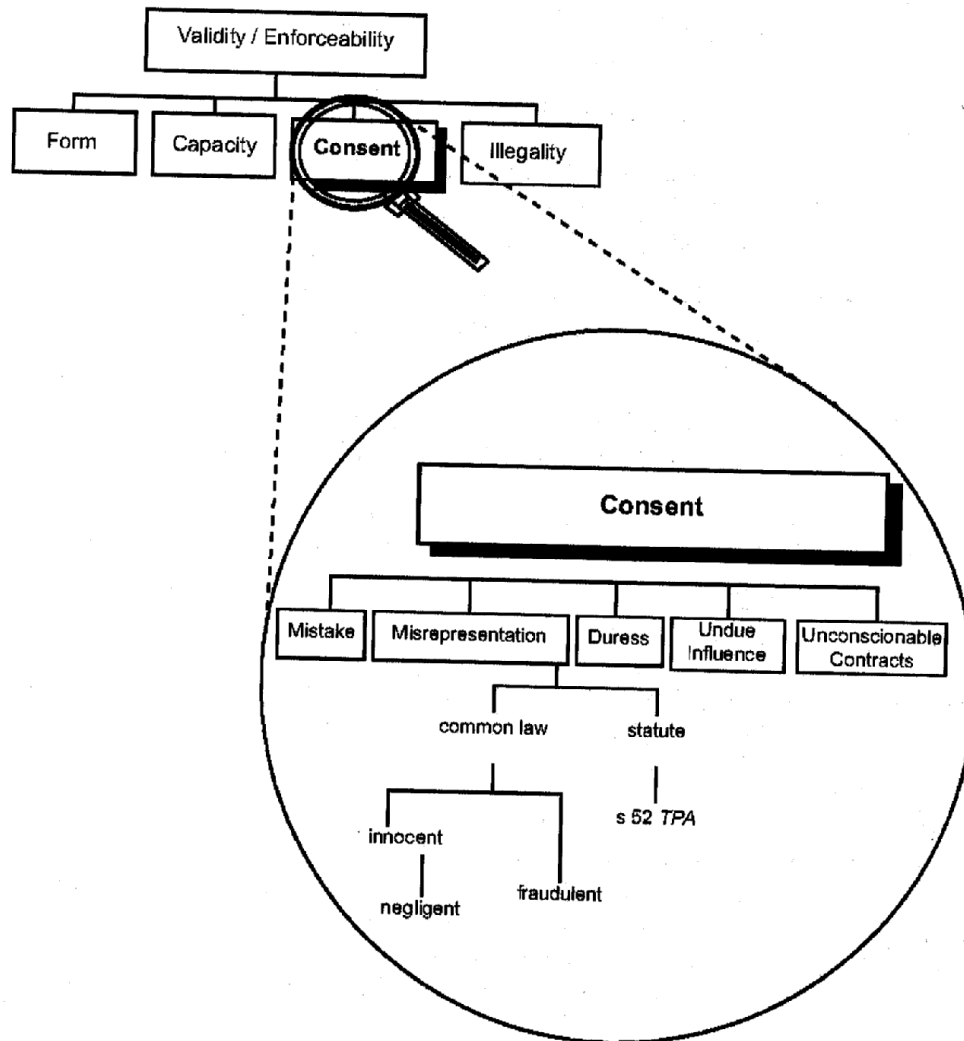 Validity / Enforceability
Form
Capacity
Consent
Illegality
Consent
Mistake
Misrepresentation
Duress
Undue
Influence
Unconscionable
Contracts
common law
statute
s 52 TPA
innocent
negligent
fraudulent